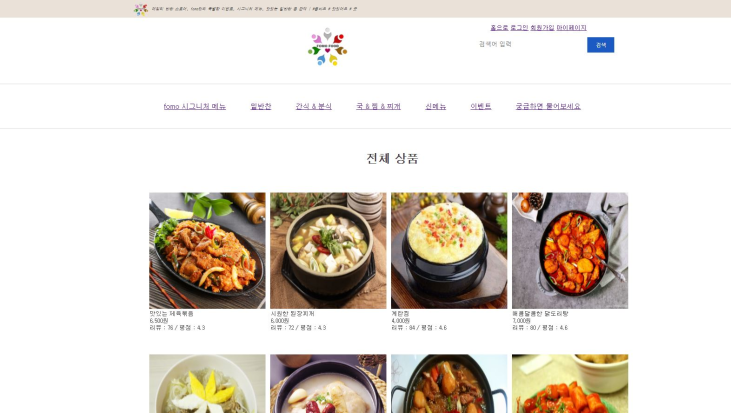 FOMO FOOD
홈으로 로그인 회원가입 마이페이지
검색어 입력
검색
fomo 시그니처 메뉴
밑반찬
간식 & 분식
국 & 찜 & 찌개
신메뉴
이벤트
궁금하면 물어보세요
전체 상품
맛있는 제육볶음
6,500원
리뷰 : 76 / 평점 : 4.3
시원한 된장찌개
6,000원
리뷰 : 72 / 평점 : 4.3
계란찜
4,000원
리뷰 : 84 / 평점 : 4.6
매콤달콤한 닭도리탕
7,000원
리뷰 : 80 / 평점 : 4.6